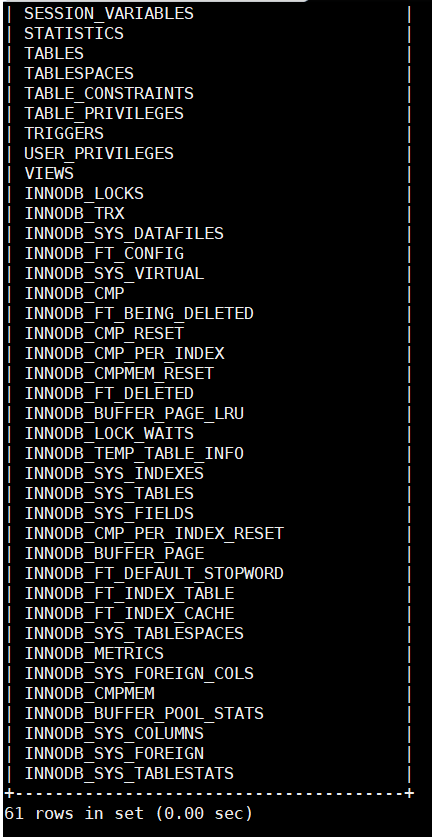 | SESSION_VARIABLES |
| STATISTICS |
| TABLES |
| TABLESPACES |
| TABLE_CONSTRAINTS |
| TABLE_PRIVILEGES |
| TRIGGERS |
| USER_PRIVILEGES |
| VIEWS |
| INNODB_LOCKS |
| INNODB_TRX |
| INNODB_SYS_DATAFILES |
| INNODB_FT_CONFIG |
| INNODB_SYS_VIRTUAL |
| INNODB_CMP |
| INNODB_FT_BEING_DELETED |
| INNODB_CMP_RESET |
| INNODB_CMP_PER_INDEX |
| INNODB_CMPMEM_RESET |
| INNODB_FT_DELETED |
| INNODB_BUFFER_PAGE_LRU |
| INNODB_LOCK_WAITS |
| INNODB_TEMP_TABLE_INFO |
| INNODB_SYS_INDEXES |
| INNODB_SYS_TABLES |
| INNODB_SYS_FIELDS |
| INNODB_CMP_PER_INDEX_RESET |
| INNODB_BUFFER_PAGE |
| INNODB_FT_DEFAULT_STOPWORD |
| INNODB_FT_INDEX_TABLE |
| INNODB_FT_INDEX_CACHE |
| INNODB_SYS_TABLESPACES |
| INNODB_METRICS |
| INNODB_SYS_FOREIGN_COLS |
| INNODB_CMPMEM |
| INNODB_BUFFER_POOL_STATS |
| INNODB_SYS_COLUMNS |
| INNODB_SYS_FOREIGN |
| INNODB_SYS_TABLESTATS |
+---------------------------------------+
61 rows in set (0.00 sec)